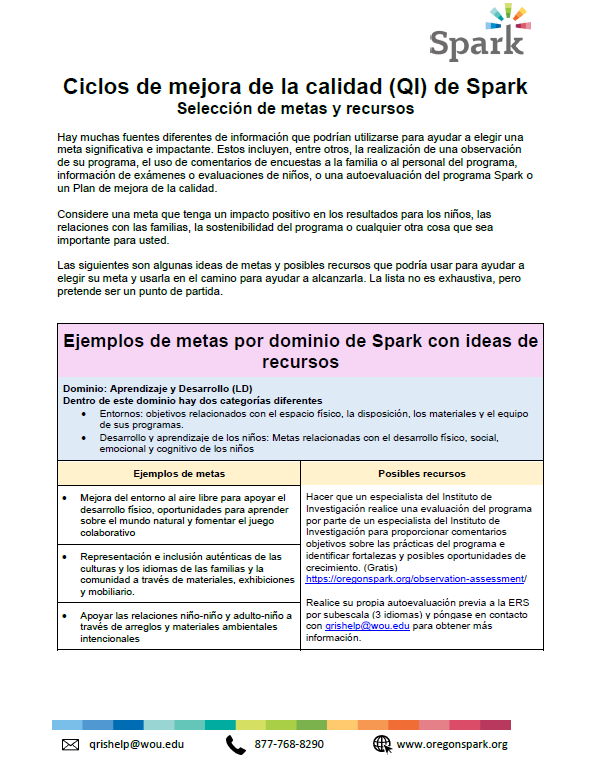 Spark
Ciclos de mejora de la calidad (QI) de Spark
Selección de metas y recursos
Hay muchas fuentes diferentes de información que podrían utilizarse para ayudar a elegir una
meta significativa e impactante. Estos incluyen, entre otros, la realización de una observación
de su programa, el uso de comentarios de encuestas a la familia o al personal del programa,
información de exámenes o evaluaciones de niños, o una autoevaluación del programa Spark o
un Plan de mejora de la calidad.
Considere una meta que tenga un impacto positivo en los resultados para los niños, las
relaciones con las familias, la sostenibilidad del programa o cualquier otra cosa que sea
importante para usted.
Las siguientes son algunas ideas de metas y posibles recursos que podría usar para ayudar a
elegir su meta y usarla en el camino para ayudar a alcanzarla. La lista no es exhaustiva, pero
pretende ser un punto de partida.
Ejemplos de metas por dominio de Spark con ideas de
recursos
Dominio: Aprendizaje y Desarrollo (LD)
Dentro de este dominio hay dos categorías diferentes
• Entornos: objetivos relacionados con el espacio físico, la disposición, los materiales y el equipo
de sus programas.
• Desarrollo y aprendizaje de los niños: Metas relacionadas con el desarrollo físico, social,
emocional y cognitivo de los niños
Ejemplos de metas
• Mejora del entorno al aire libre para apoyar el
desarrollo físico, oportunidades para aprender
sobre el mundo natural y fomentar el juego
colaborativo
• Representación e inclusión auténticas de las
culturas y los idiomas de las familias y la
comunidad a través de materiales, exhibiciones
y mobiliario.
• Apoyar las relaciones niño-niño y adulto-niño a
través de arreglos y materiales ambientales
intencionales
Posibles recursos
Hacer que un especialista del Instituto de
Investigación realice una evaluación del programa
por parte de un especialista del Instituto de
Investigación para proporcionar comentarios
objetivos sobre las prácticas del programa e
identificar fortalezas y posibles oportunidades de
crecimiento. (Gratis)
https://oregonspark.org/observation-assessment/
Realice su propia autoevaluación previa a la ERS
por subescala (3 idiomas) y póngase en contacto
con qrishelp@wou.edu para obtener más
información.
qrishelp@wou.edu
877-768-8290
www.oregonspark.org